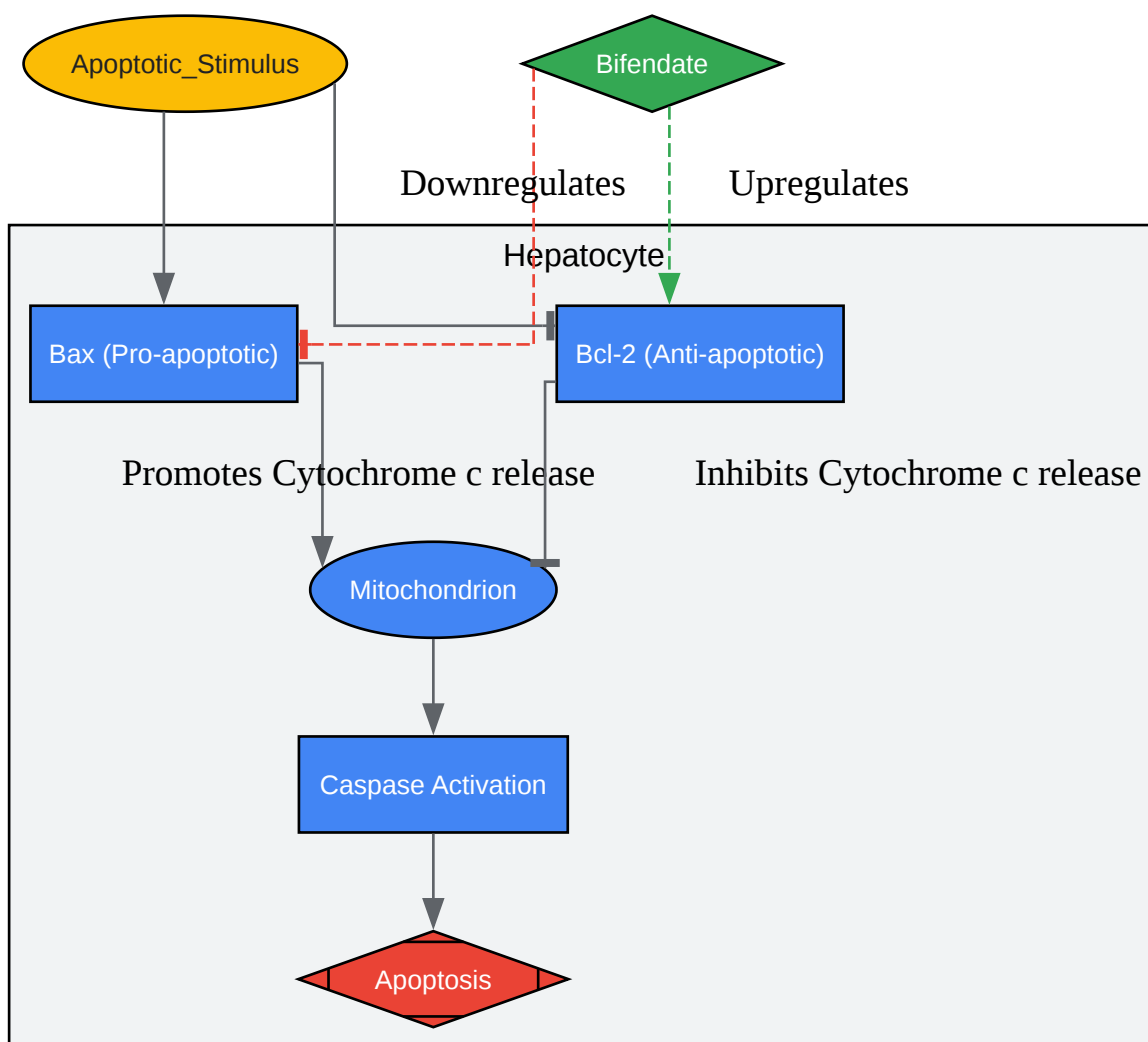 Apoptotic_Stimulus
Bifendate
Downregulates
Upregulates
Hepatocyte
Bax (Pro-apoptotic)
Bcl-2 (Anti-apoptotic)
Promotes Cytochrome c release
Inhibits Cytochrome c release
Mitochondrion
Caspase Activation
Apoptosis